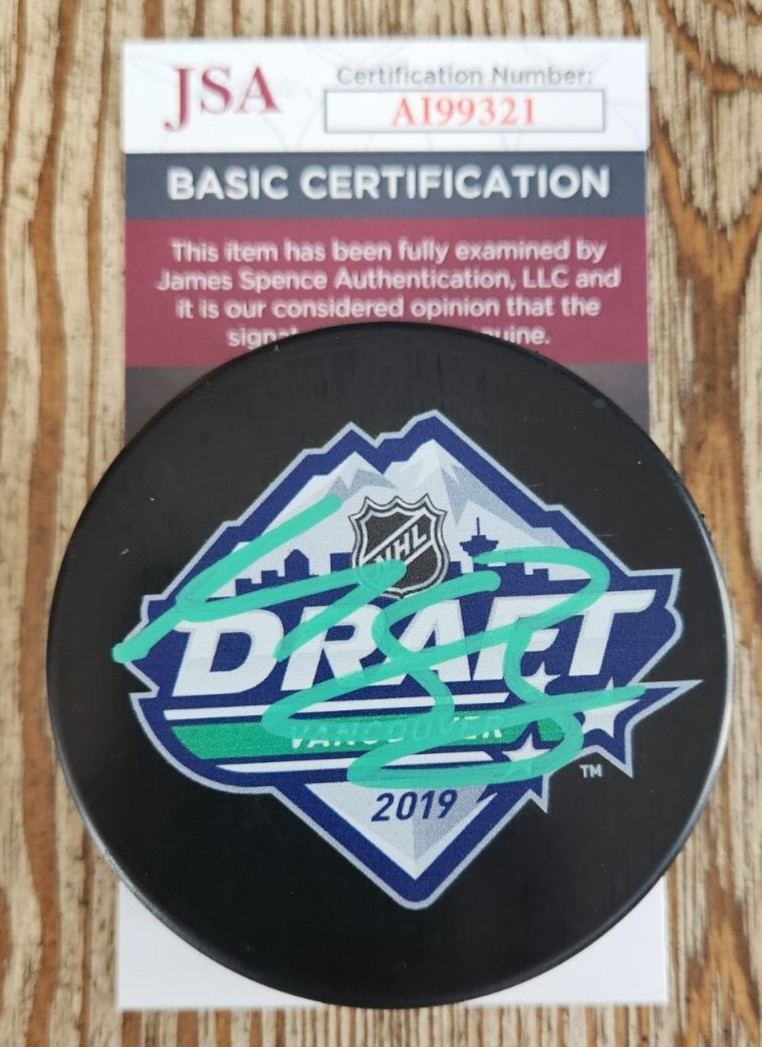 JSA
Certification Number:
AI99321
BASIC CERTIFICATION
This item has been fully examined by
James Spence Authentication, LLC and
it is our considered opinion that the
NHL
DRAFT
VANCOUVER
TM
2019